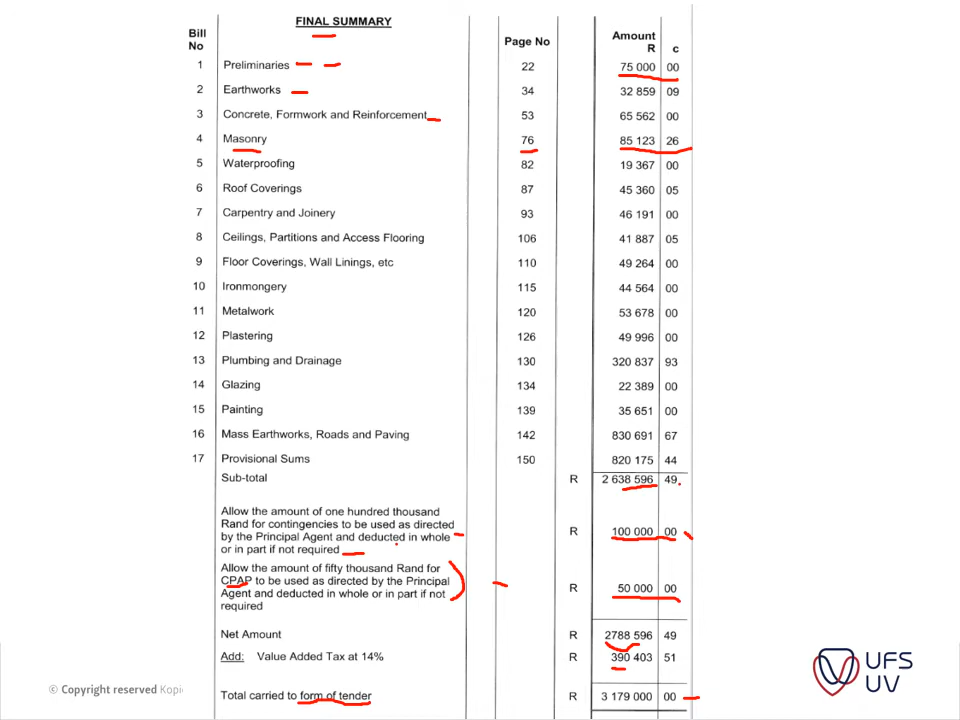 FINAL SUMMARY
Bill No Page No Amount R c
1 Preliminaries 22 75 000 00
2 Earthworks 34 32 859 09
3 Concrete, Formwork and Reinforcement 53 65 562 00
4 Masonry 76 85 123 26
5 Waterproofing 82 19 367 00
6 Roof Coverings 87 45 360 05
7 Carpentry and Joinery 93 46 191 00
8 Ceilings, Partitions and Access Flooring 106 41 887 05
9 Floor Coverings, Wall Linings, etc 110 49 264 00
10 Ironmongery 115 44 564 00
11 Metalwork 120 53 678 00
12 Plastering 126 49 996 00
13 Plumbing and Drainage 130 320 837 93
14 Glazing 134 22 389 00
15 Painting 139 35 651 00
16 Mass Earthworks, Roads and Paving 142 830 691 67
17 Provisional Sums 150 820 175 44
Sub-total R 2 638 596 49
Allow the amount of one hundred thousand
Rand for contingencies to be used as directed
by the Principal Agent and deducted in whole R 100 000 00
or in part if not required
Allow the amount of fifty thousand Rand for
CPAP to be used as directed by the Principal
Agent and deducted in whole or in part if not R 50 000 00
required
Net Amount R 2788 596 49
Add: Value Added Tax at 14% R 390 403 51
Total carried to form of tender R 3 179 000 00
© Copyright reserved Kopi
UFS
UV